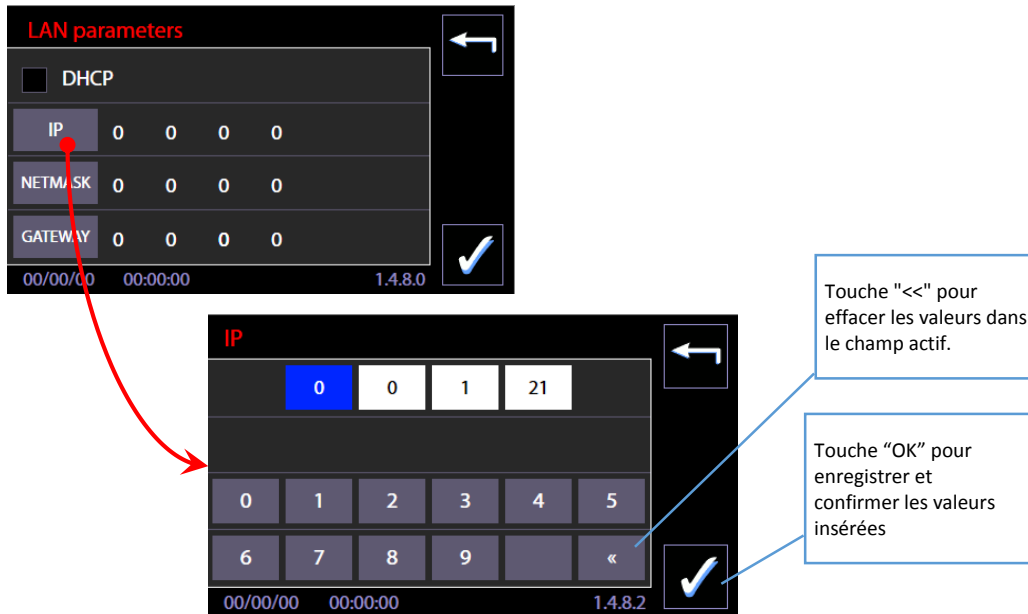 LAN parameters
DHCP
IP 0 0 0 0
NETMASK 0 0 0 0
GATEWAY 0 0 0 0
00/00/00 00:00:00 1.4.8.0
Touche "<<" pour
effacer les valeurs dans
le champ actif.
IP
0 0 1 21
0 1 2 3 4 5
6 7 8 9 «
00/00/00 00:00:00 1.4.8.2
Touche “OK” pour
enregistrer et
confirmer les valeurs
insérées